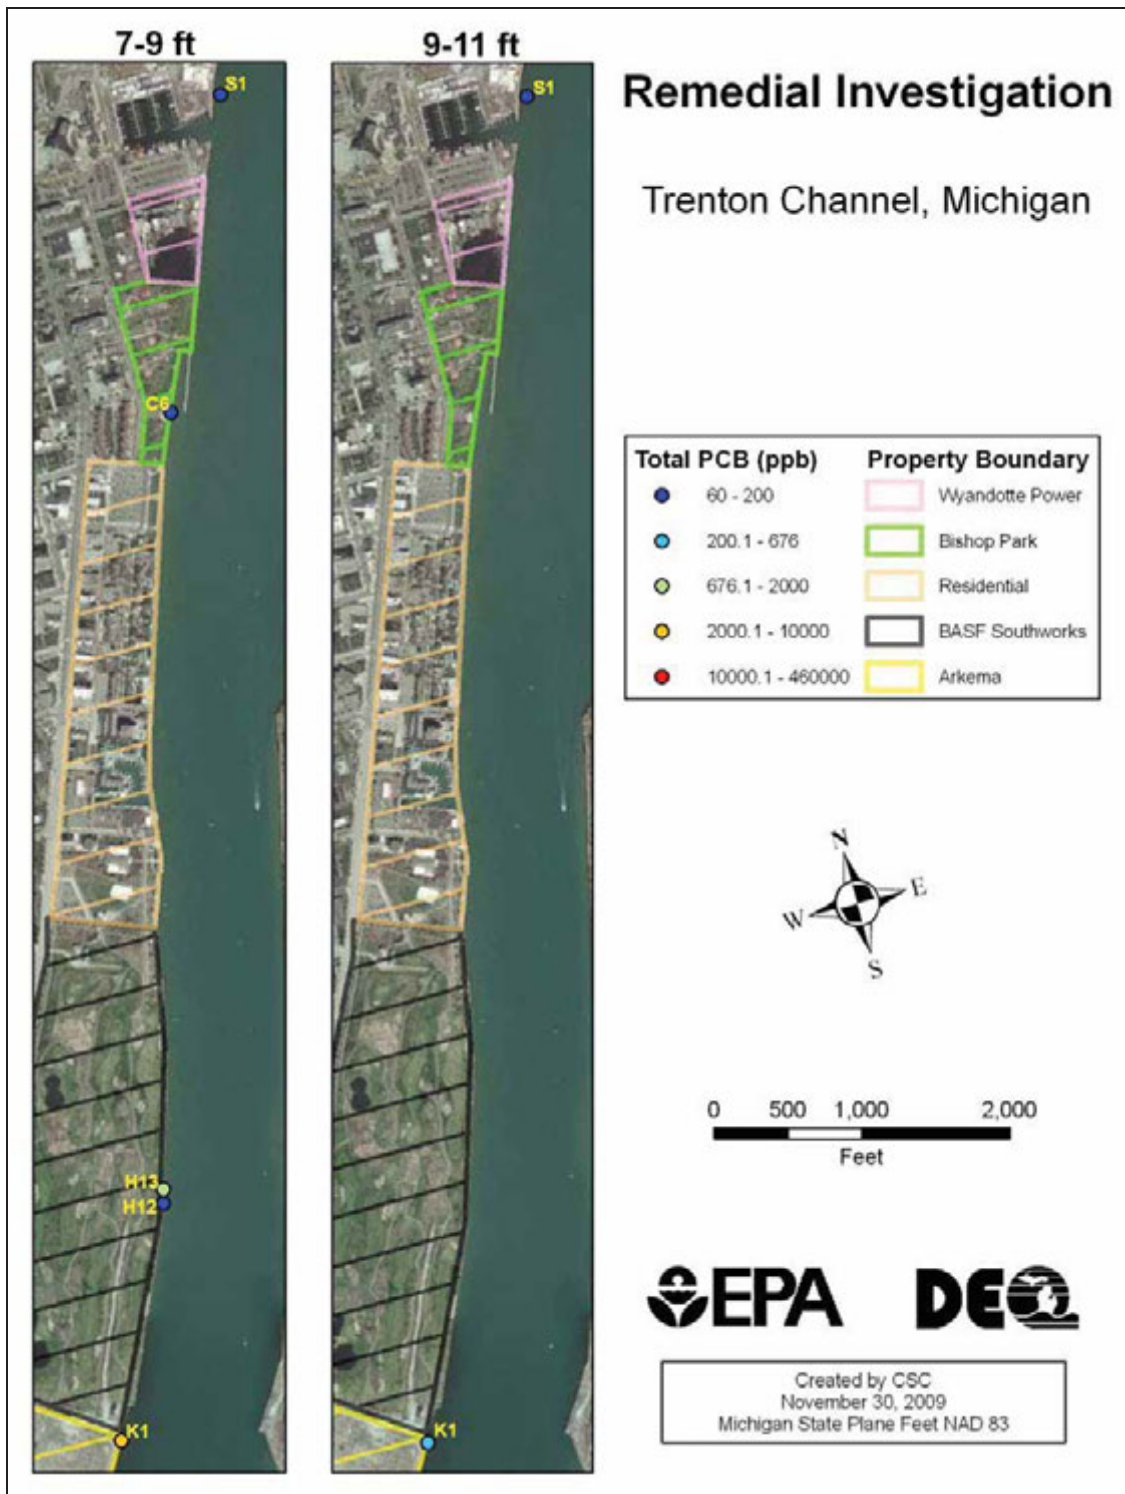 7-9 ft
9-11 ft
S1
C6
H13
H12
K1
S1
K1
Remedial Investigation
Trenton Channel, Michigan
Total PCB (ppb)
60 - 200
200.1 - 676
676.1 - 2000
2000.1 - 10000
10000.1 - 460000
Property Boundary
Wyandotte Power
Bishop Park
Residential
BASF Southworks
Arkema
N
E
W
S
0 500 1,000 2,000
Feet
EPA
DEQ
Created by CSC
November 30, 2009
Michigan State Plane Feet NAD 83